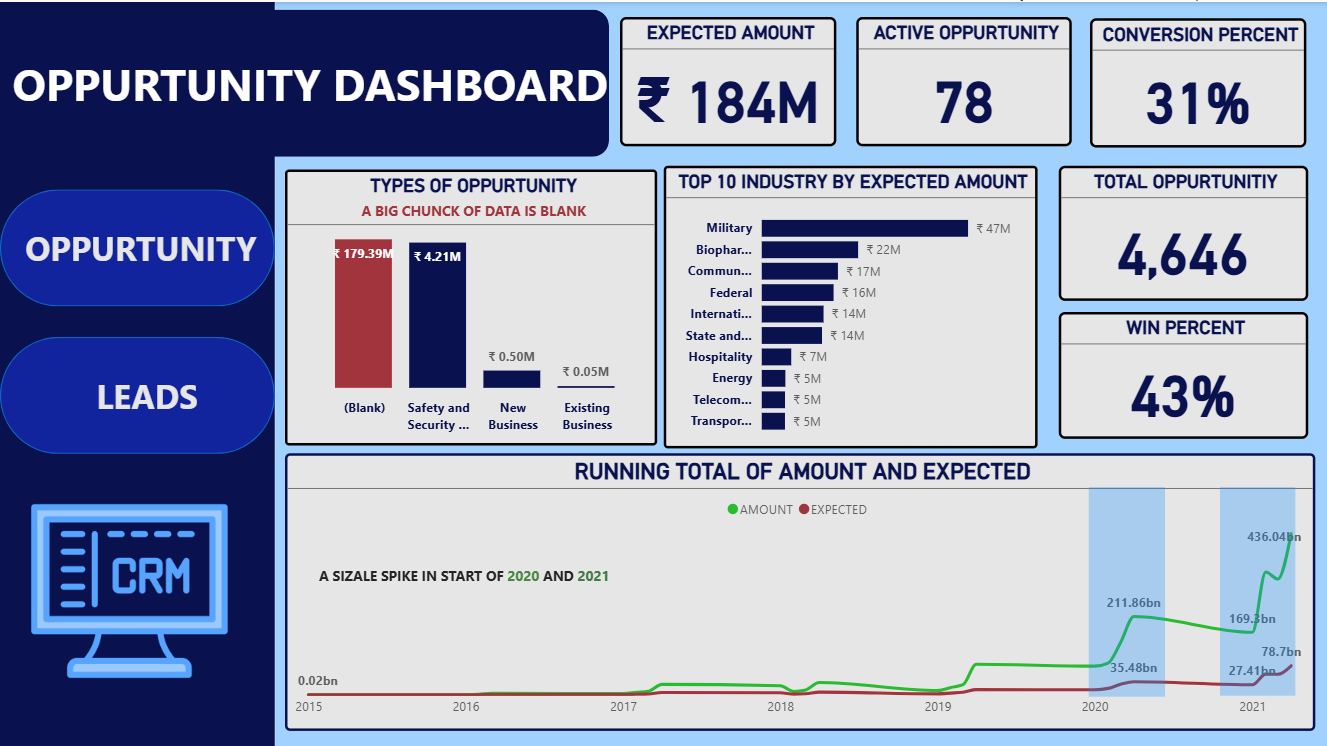 OPPURTUNITY DASHBOARD
EXPECTED AMOUNT
₹ 184M
ACTIVE OPPURTUNITY
78
CONVERSION PERCENT
31%
OPPURTUNITY
LEADS
CRM
TYPES OF OPPURTUNITY
A BIG CHUNCK OF DATA IS BLANK
₹ 179.39M
₹ 4.21M
₹ 0.50M
₹ 0.05M
(Blank)
Safety and
Security ...
New
Business
Existing
Business
TOP 10 INDUSTRY BY EXPECTED AMOUNT
Military ₹ 47M
Biophar... ₹ 22M
Commun... ₹ 17M
Federal ₹ 16M
Internati... ₹ 14M
State and... ₹ 14M
Hospitality ₹ 7M
Energy ₹ 5M
Telecom... ₹ 5M
Transpor... ₹ 5M
TOTAL OPPURTUNITIY
4,646
WIN PERCENT
43%
RUNNING TOTAL OF AMOUNT AND EXPECTED
AMOUNT EXPECTED
A SIZALE SPIKE IN START OF 2020 AND 2021
436.04bn
211.86bn
169.3bn
78.7bn
35.48bn
27.41bn
0.02bn
2015 2016 2017 2018 2019 2020 2021